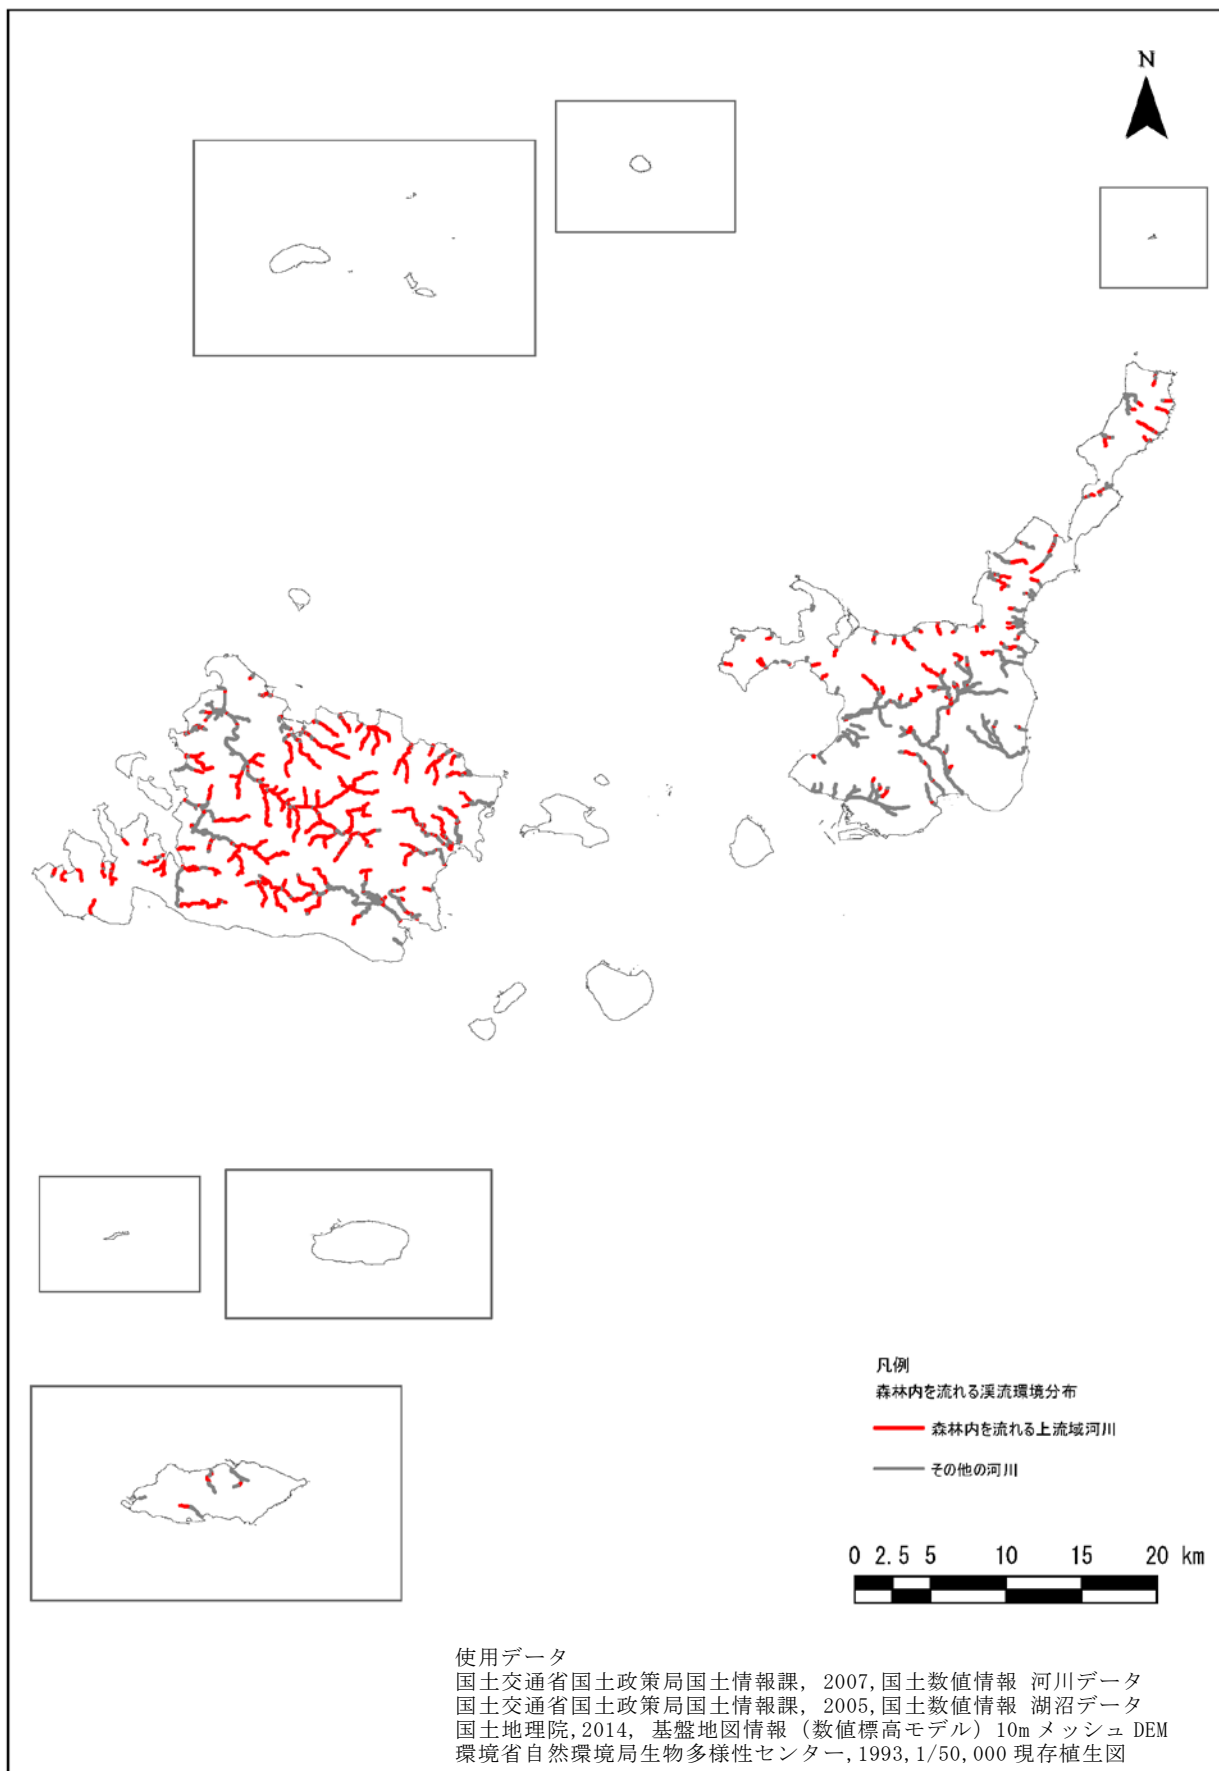 N
凡例
森林内を流れる渓流環境分布
森林内を流れる上流域河川
その他の河川
0 2.5 5 10 15 20 km
使用データ
国土交通省国土政策局国土情報課, 2007,国土数値情報 河川データ
国土交通省国土政策局国土情報課, 2005,国土数値情報 湖沼データ
国土地理院,2014, 基盤地図情報（数値標高モデル）10m メッシュ DEM
環境省自然環境局生物多様性センター,1993,1/50,000 現存植生図